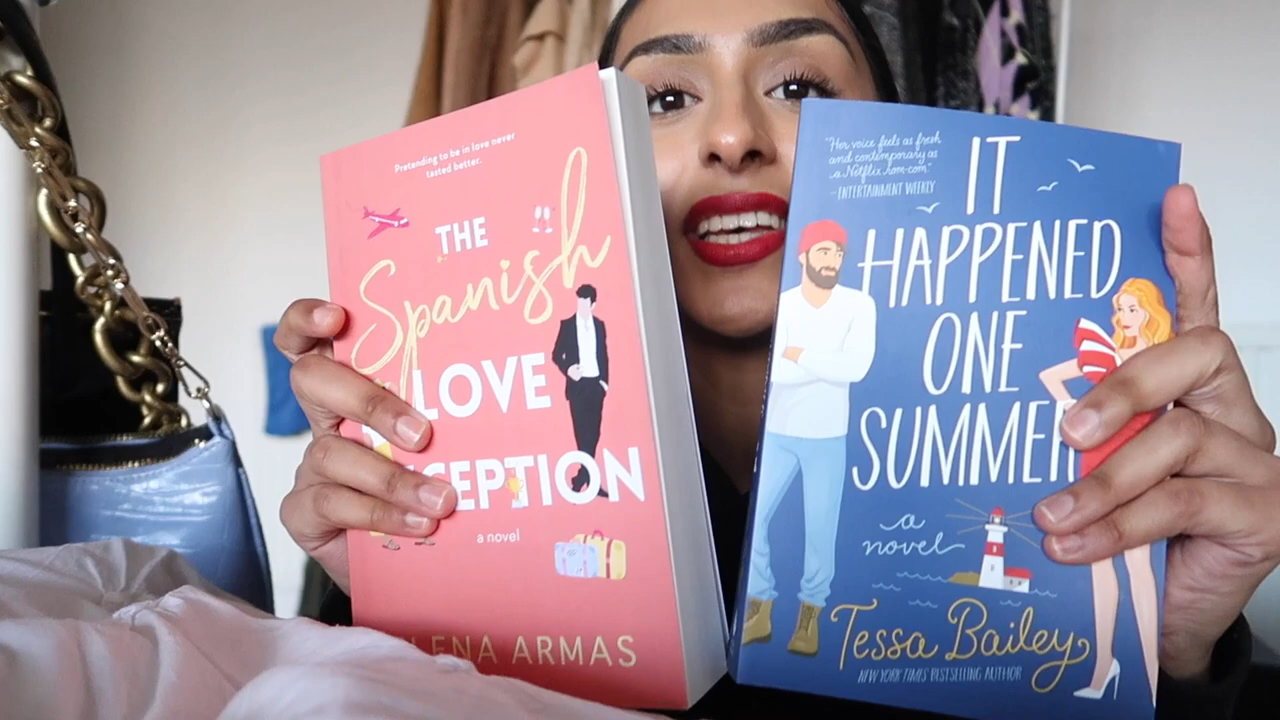 Pretending to be in love never
tasted better.
THE
Spanish
LOVE
CEPTION
a novel
LENA ARMAS
"Her voice feels as fresh
and contemporary as
a Netflix rom-com."
—ENTERTAINMENT WEEKLY
IT
HAPPENED
ONE
SUMMER
a
novel
Tessa Bailey
NEW YORK TIMES BESTSELLING AUTHOR